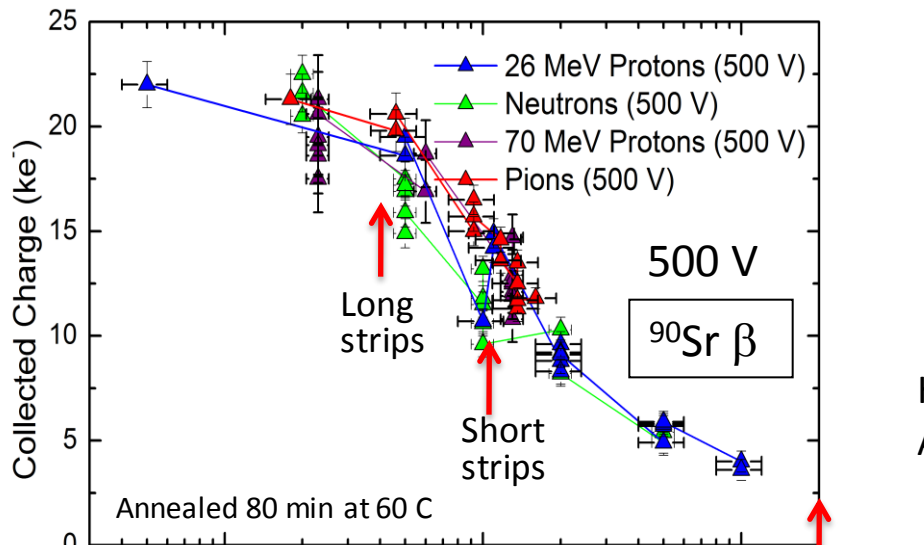 25
20
15
10
5
0
Collected Charge (ke-)
26 MeV Protons (500 V)
Neutrons (500 V)
70 MeV Protons (500 V)
Pions (500 V)
500 V
90Sr β
Long
strips
Short
strips
Annealed 80 min at 60 C